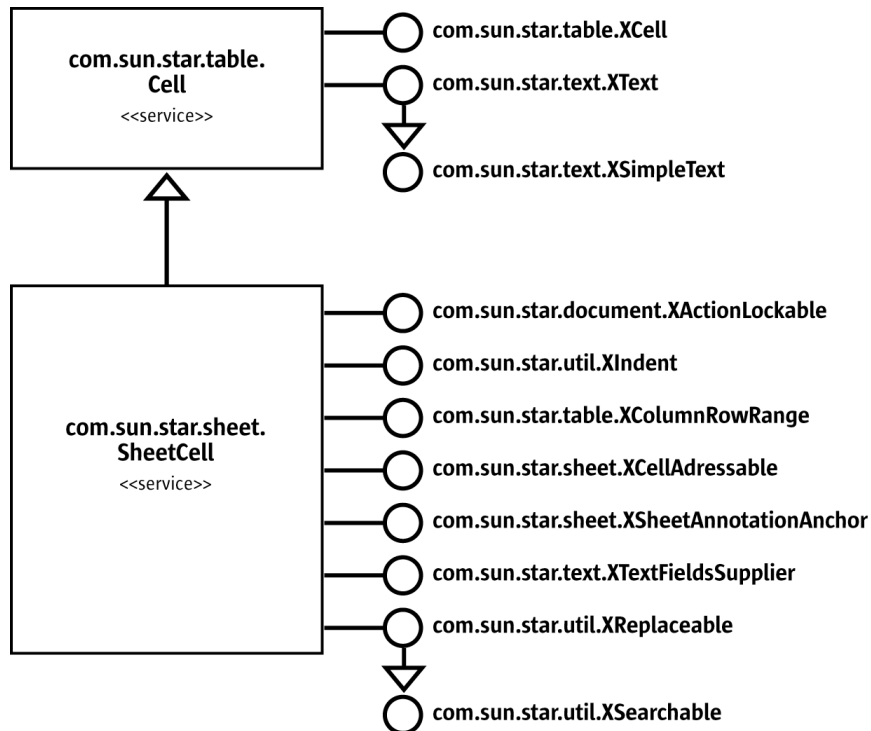 com.sun.star.table.
Cell
<<service>>
com.sun.star.table.XCell
com.sun.star.text.XText
com.sun.star.text.XSimpleText
com.sun.star.sheet.
SheetCell
<<service>>
com.sun.star.document.XActionLockable
com.sun.star.util.XIndent
com.sun.star.table.XColumnRowRange
com.sun.star.sheet.XCellAdressable
com.sun.star.sheet.XSheetAnnotationAnchor
com.sun.star.text.XTextFieldsSupplier
com.sun.star.util.XReplaceable
com.sun.star.util.XSearchable